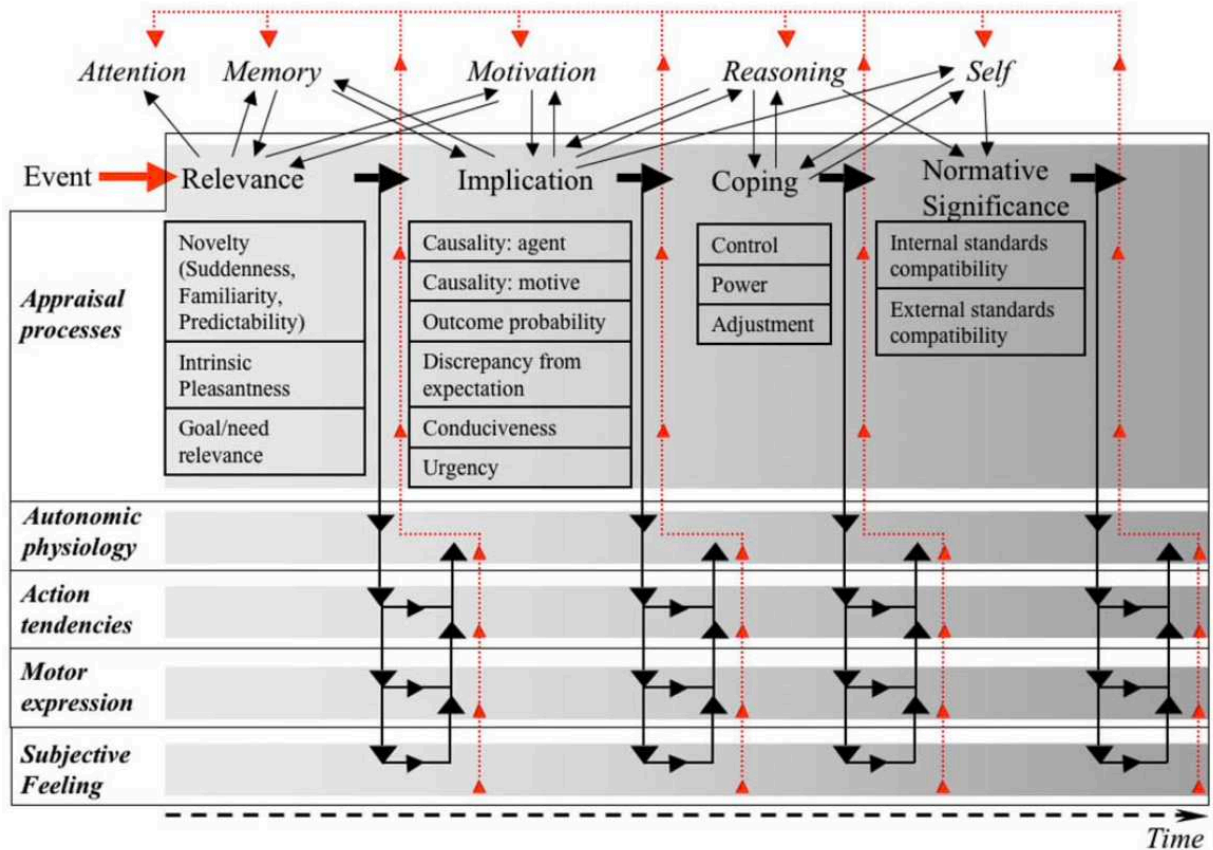 Attention
Memory
Motivation
Reasoning
Self
Event
Relevance
Implication
Coping
Normative
Significance
Appraisal
processes
Novelty
(Suddenness,
Familiarity,
Predictability)
Intrinsic
Pleasantness
Goal/need
relevance
Causality: agent
Causality: motive
Outcome probability
Discrepancy from
expectation
Conduciveness
Urgency
Control
Power
Adjustment
Internal standards
compatibility
External standards
compatibility
Autonomic
physiology
Action
tendencies
Motor
expression
Subjective
Feeling
Time